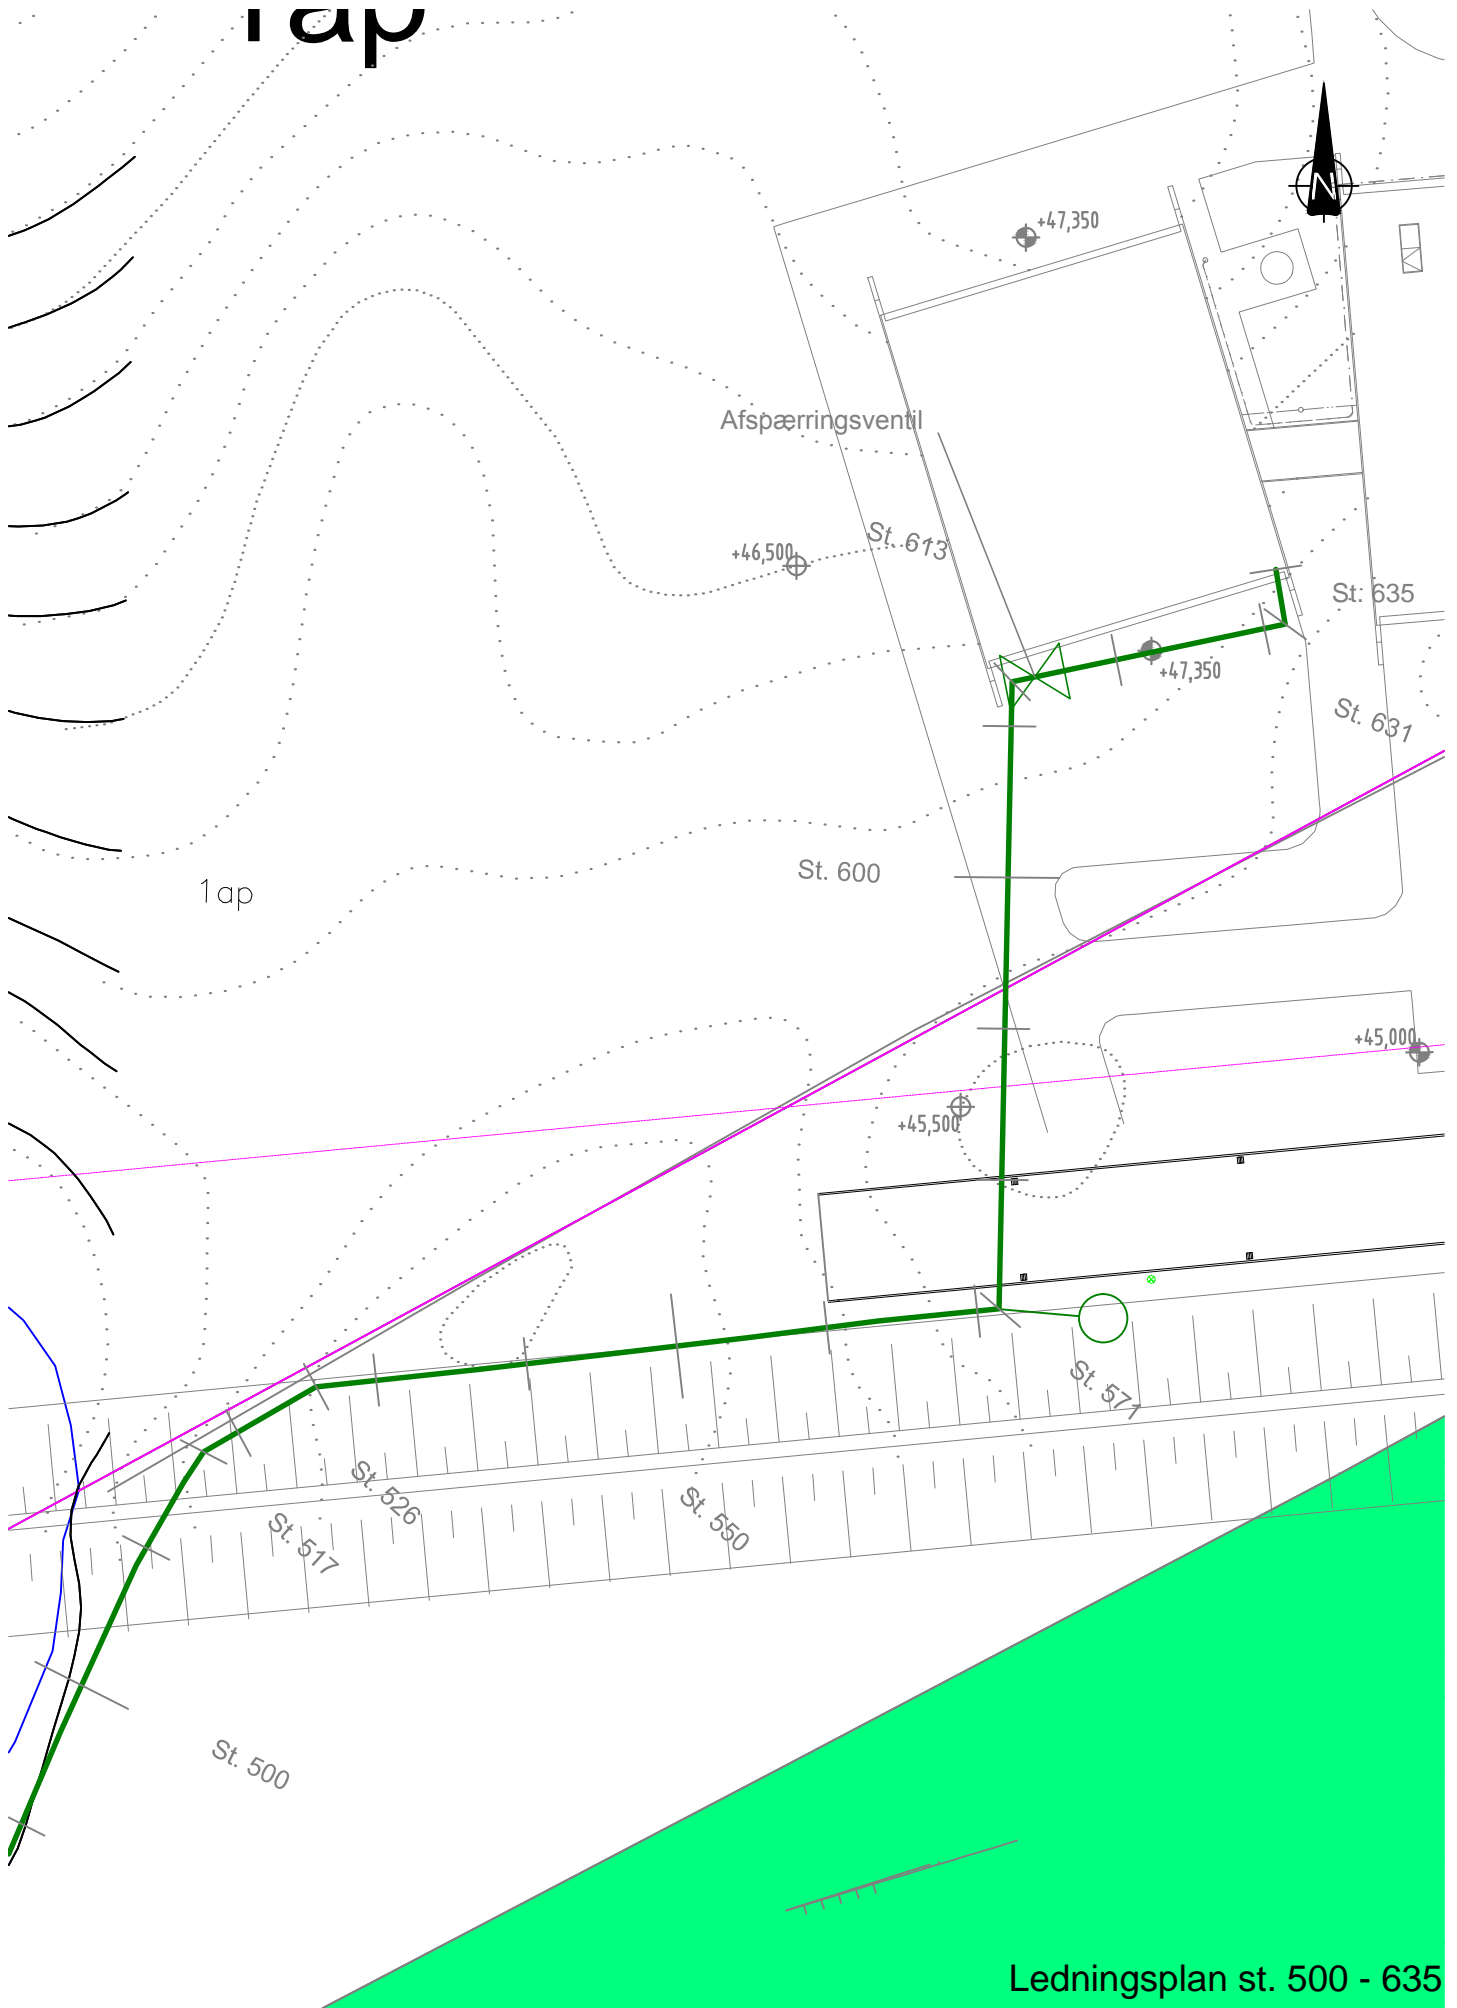 1ap
N
+47,350
Afspærringsventil
St. 613
+46,500
St. 635
+47,350
St. 631
St. 600
1ap
+45,000
+45,500
St. 571
St. 526
St. 517
St. 550
St. 500
Ledningsplan st. 500 - 635